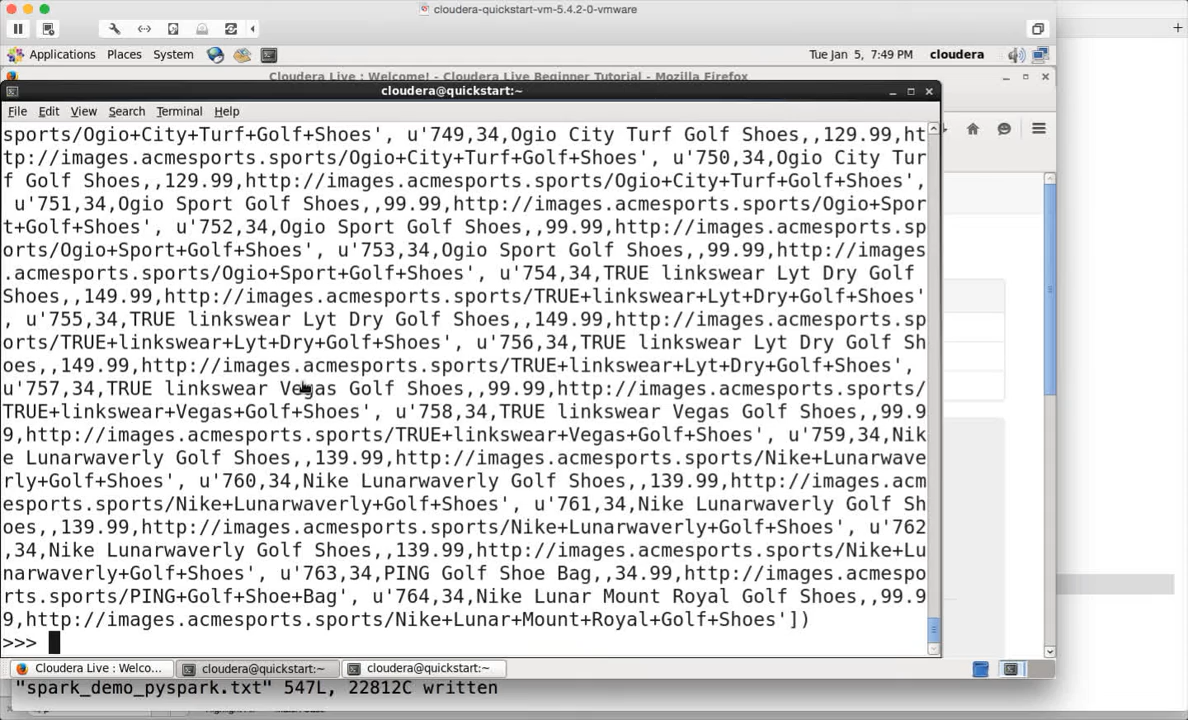 cloudera-quickstart-vm-5.4.2-0-vmware
Applications Places System Tue Jan 5, 7:49 PM cloudera
Cloudera Live : Welcome! - Cloudera Live Beginner Tutorial - Mozilla Firefox
cloudera@quickstart:~
File Edit View Search Terminal Help
sports/Ogio+City+Turf+Golf+Shoes', u'749,34,Ogio City Turf Golf Shoes,,129.99,ht
tp://images.acmesports.sports/Ogio+City+Turf+Golf+Shoes', u'750,34,Ogio City Tur
f Golf Shoes,,129.99,http://images.acmesports.sports/Ogio+City+Turf+Golf+Shoes',
 u'751,34,Ogio Sport Golf Shoes,,99.99,http://images.acmesports.sports/Ogio+Spor
t+Golf+Shoes', u'752,34,Ogio Sport Golf Shoes,,99.99,http://images.acmesports.sp
orts/Ogio+Sport+Golf+Shoes', u'753,34,Ogio Sport Golf Shoes,,99.99,http://images
.acmesports.sports/Ogio+Sport+Golf+Shoes', u'754,34,TRUE linkswear Lyt Dry Golf
Shoes,,149.99,http://images.acmesports.sports/TRUE+linkswear+Lyt+Dry+Golf+Shoes'
, u'755,34,TRUE linkswear Lyt Dry Golf Shoes,,149.99,http://images.acmesports.sp
orts/TRUE+linkswear+Lyt+Dry+Golf+Shoes', u'756,34,TRUE linkswear Lyt Dry Golf Sh
oes,,149.99,http://images.acmesports.sports/TRUE+linkswear+Lyt+Dry+Golf+Shoes',
u'757,34,TRUE linkswear Vegas Golf Shoes,,99.99,http://images.acmesports.sports/
TRUE+linkswear+Vegas+Golf+Shoes', u'758,34,TRUE linkswear Vegas Golf Shoes,,99.9
9,http://images.acmesports.sports/TRUE+linkswear+Vegas+Golf+Shoes', u'759,34,Nik
e Lunarwaverly Golf Shoes,,139.99,http://images.acmesports.sports/Nike+Lunarwave
rly+Golf+Shoes', u'760,34,Nike Lunarwaverly Golf Shoes,,139.99,http://images.acm
esports.sports/Nike+Lunarwaverly+Golf+Shoes', u'761,34,Nike Lunarwaverly Golf Sh
oes,,139.99,http://images.acmesports.sports/Nike+Lunarwaverly+Golf+Shoes', u'762
,34,Nike Lunarwaverly Golf Shoes,,139.99,http://images.acmesports.sports/Nike+Lu
narwaverly+Golf+Shoes', u'763,34,PING Golf Shoe Bag,,34.99,http://images.acmespo
rts.sports/PING+Golf+Shoe+Bag', u'764,34,Nike Lunar Mount Royal Golf Shoes,,99.9
9,http://images.acmesports.sports/Nike+Lunar+Mount+Royal+Golf+Shoes'])
>>>
Cloudera Live : Welco... cloudera@quickstart:~ cloudera@quickstart:~
"spark_demo_pyspark.txt" 547L, 22812C written